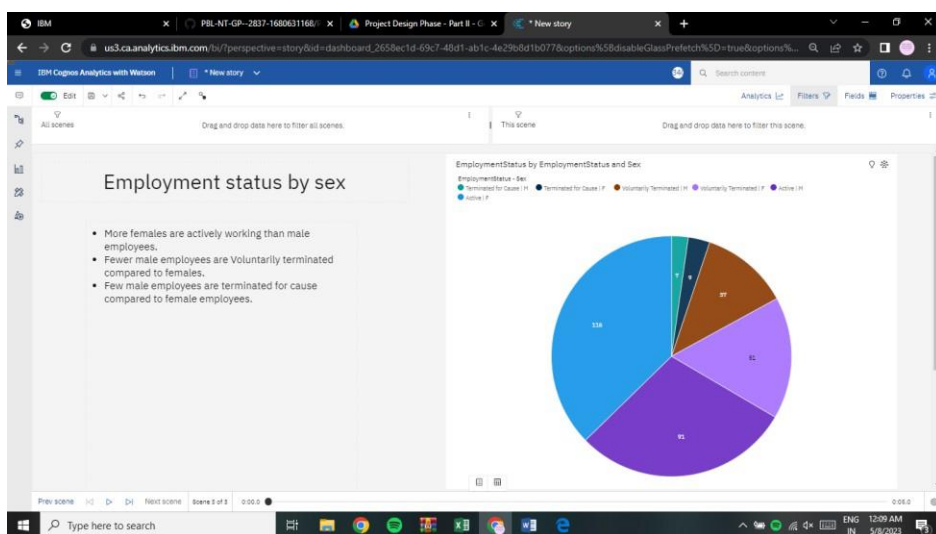 IBM
PBL-NT-GP--2837-1680631168/
Project Design Phase - Part II - G
* New story
us3.ca.analytics.ibm.com/bi/?perspective=story&id=dashboard_2658ec1d-69c7-48d1-ab1c-4e29b8d1b077&options%5BdisableGlassPrefetch%5D=true&options%...
IBM Cognos Analytics with Watson
* New story
Search content
Edit
Analytics
Filters
Fields
Properties
All scenes
Drag and drop data here to filter all scenes.
This scene
Drag and drop data here to filter this scene.
Employment status by sex
• More females are actively working than male
employees.
• Fewer male employees are Voluntarily terminated
compared to females.
• Few male employees are terminated for cause
compared to female employees.
EmploymentStatus by EmploymentStatus and Sex
EmploymentStatus - Sex
Terminated for Cause | M Terminated for Cause | F Voluntarily Terminated | M Voluntarily Terminated | F Active | M
Active | F
7
9
37
51
91
116
Prev scene
Next scene
Scene 3 of 3
0:00.0
0:05.0
Type here to search
ENG
IN
12:09 AM
5/8/2023